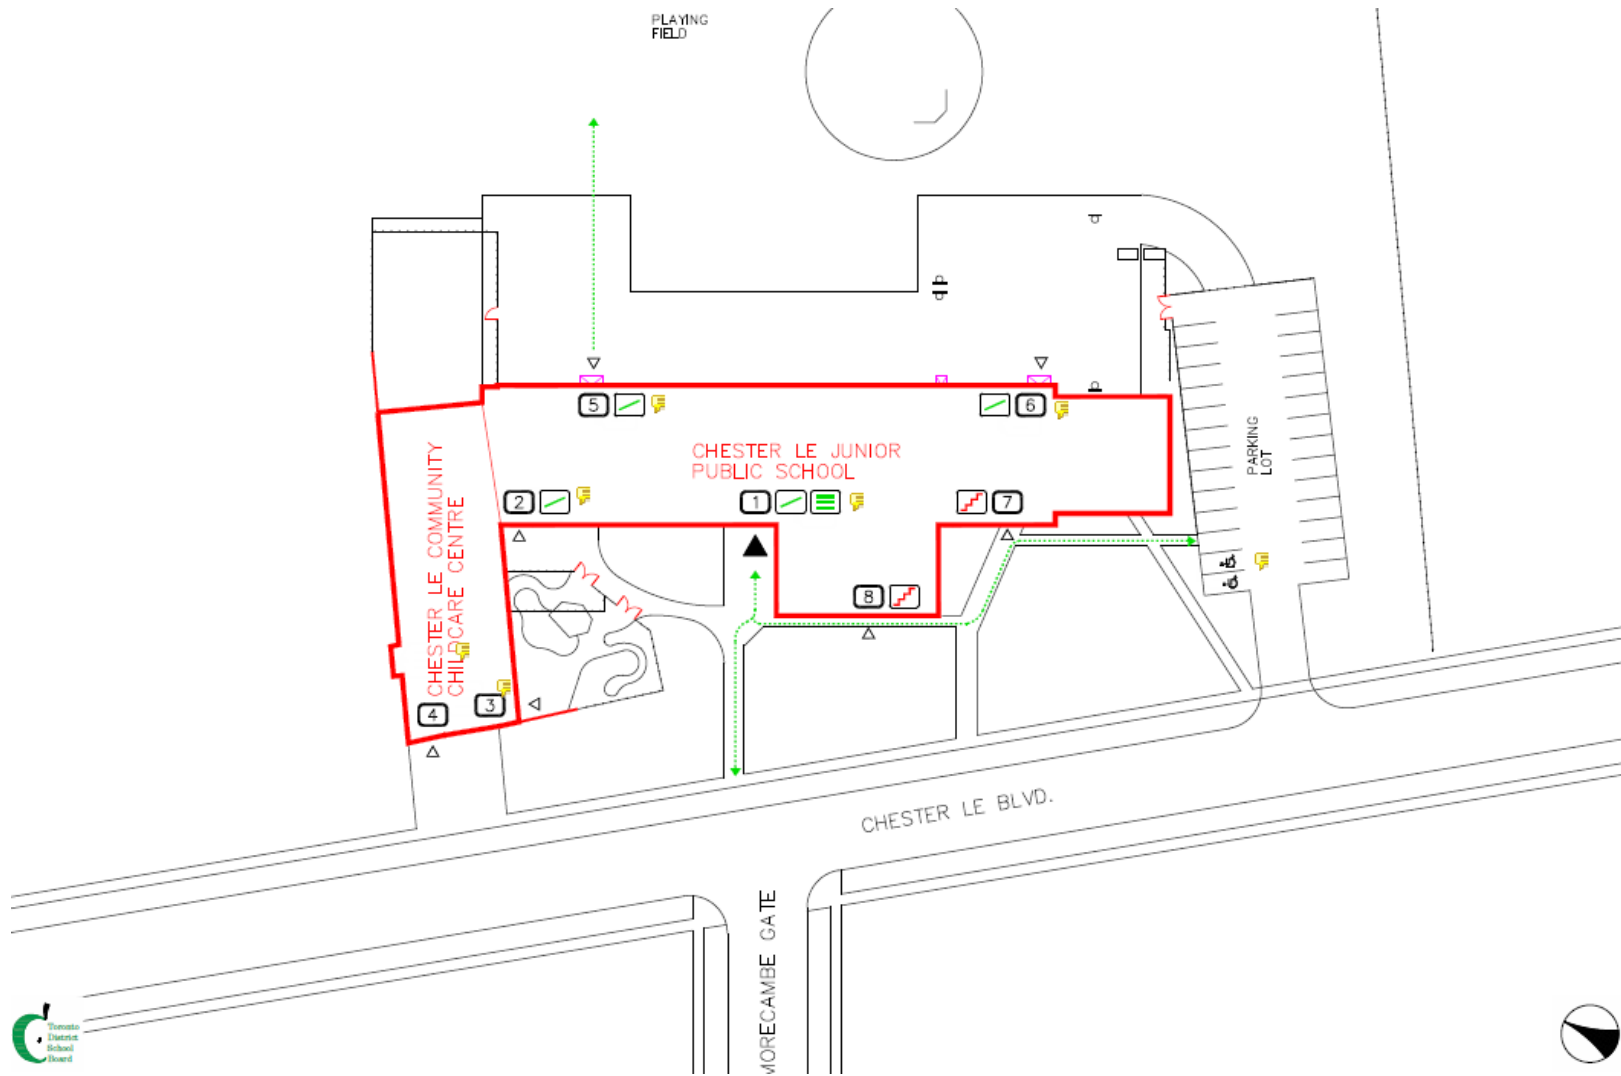 PLAYING
FIELD
5
6
CHESTER LE JUNIOR
PUBLIC SCHOOL
PARKING
LOT
2
1
7
CHESTER LE COMMUNITY
CHILDCARE CENTRE
8
3
4
CHESTER LE BLVD.
MORECAMBE GATE
Toronto
District
School
Board